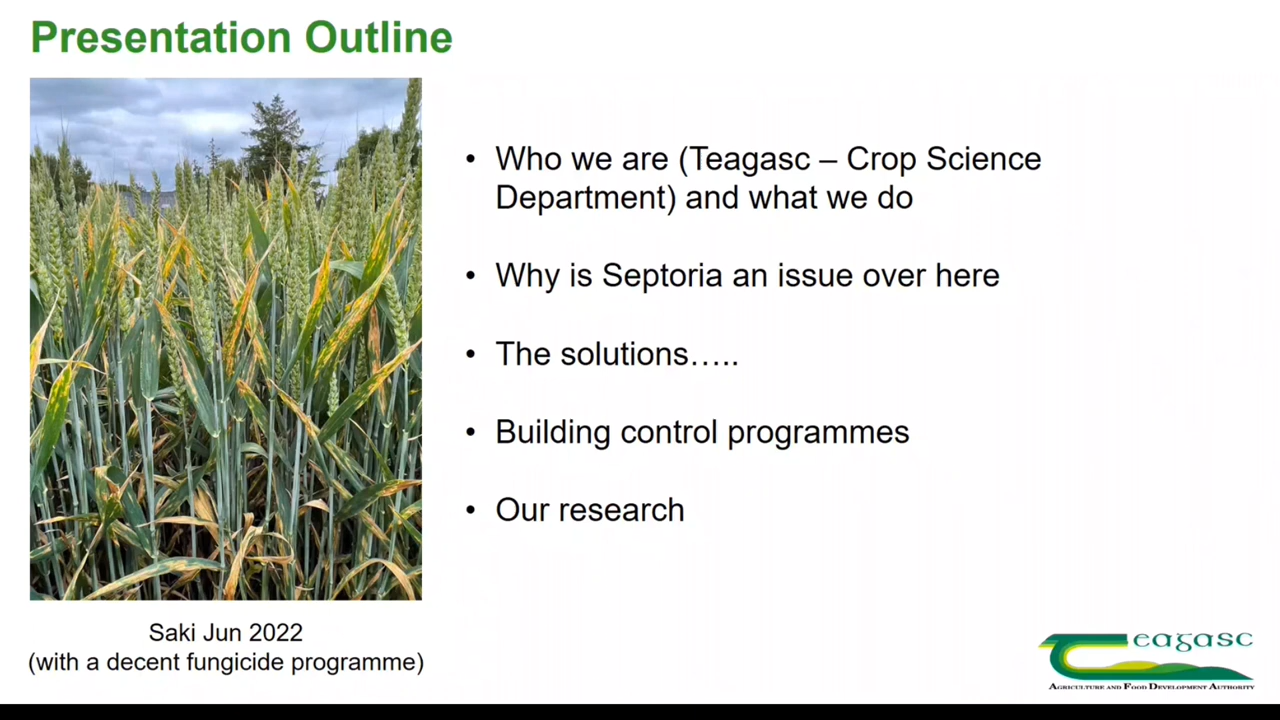 Presentation Outline
• Who we are (Teagasc – Crop Science
Department) and what we do
• Why is Septoria an issue over here
• The solutions…..
• Building control programmes
• Our research
Saki Jun 2022
(with a decent fungicide programme)
Teagasc
AGRICULTURE AND FOOD DEVELOPMENT AUTHORITY